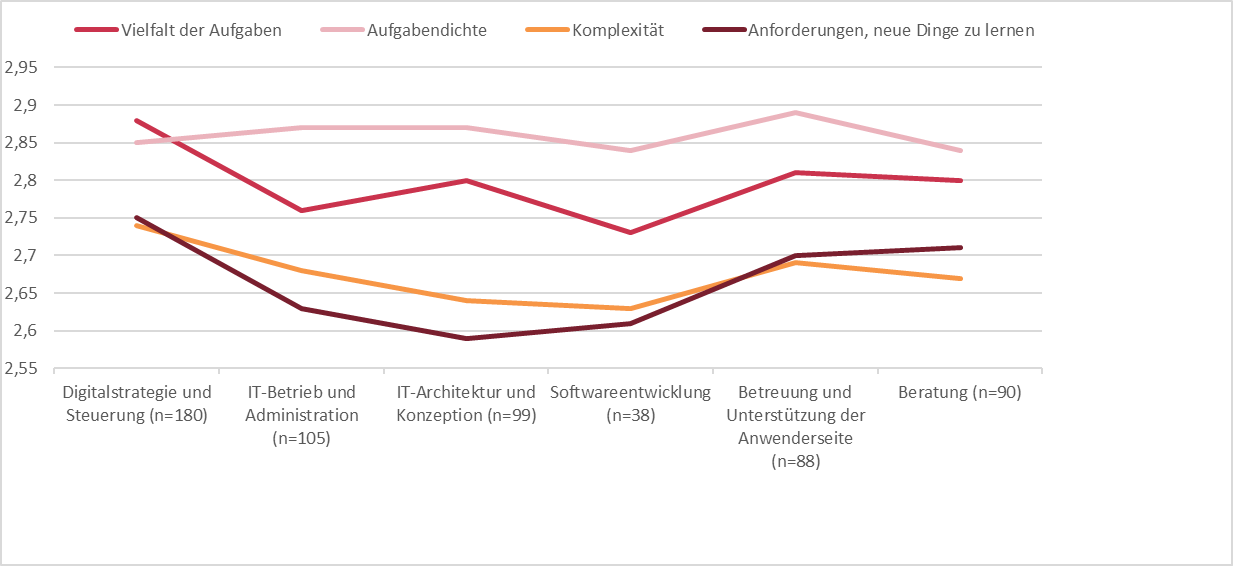 Vielfalt der Aufgaben Aufgabendichte Komplexität Anforderungen, neue Dinge zu lernen
2,95
2,9
2,85
2,8
2,75
2,7
2,65
2,6
2,55
Digitalstrategie und
Steuerung (n=180)
IT-Betrieb und
Administration
(n=105)
IT-Architektur und
Konzeption (n=99)
Softwareentwicklung
(n=38)
Betreuung und
Unterstützung der
Anwenderseite
(n=88)
Beratung (n=90)